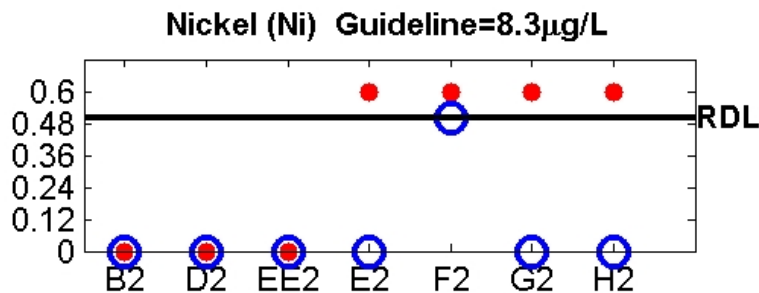 Nickel (Ni) Guideline=8.3µg/L
0.6
0.48
0.36
0.24
0.12
0
RDL
B2 D2 EE2 E2 F2 G2 H2